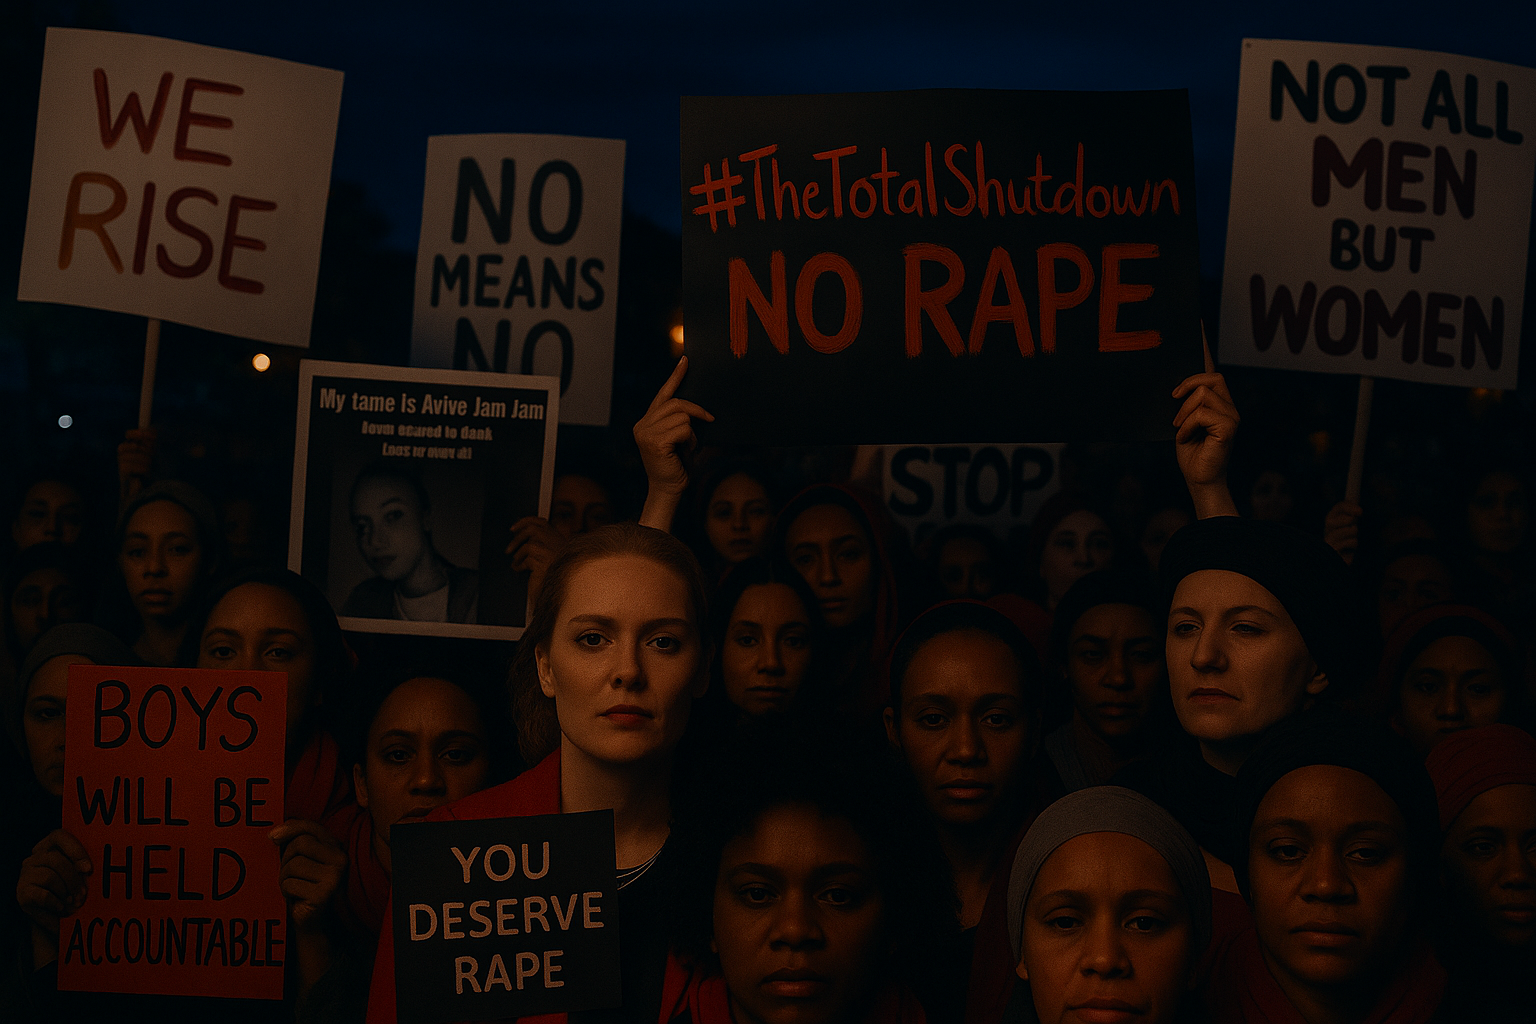 WE
RISE
NO
MEANS
NO
#TheTotalShutdown
NO RAPE
NOT ALL
MEN
BUT
WOMEN
My tame is Avive Jam Jam
STOP
BOYS
WILL BE
HELD
ACCOUNTABLE
YOU
DESERVE
RAPE